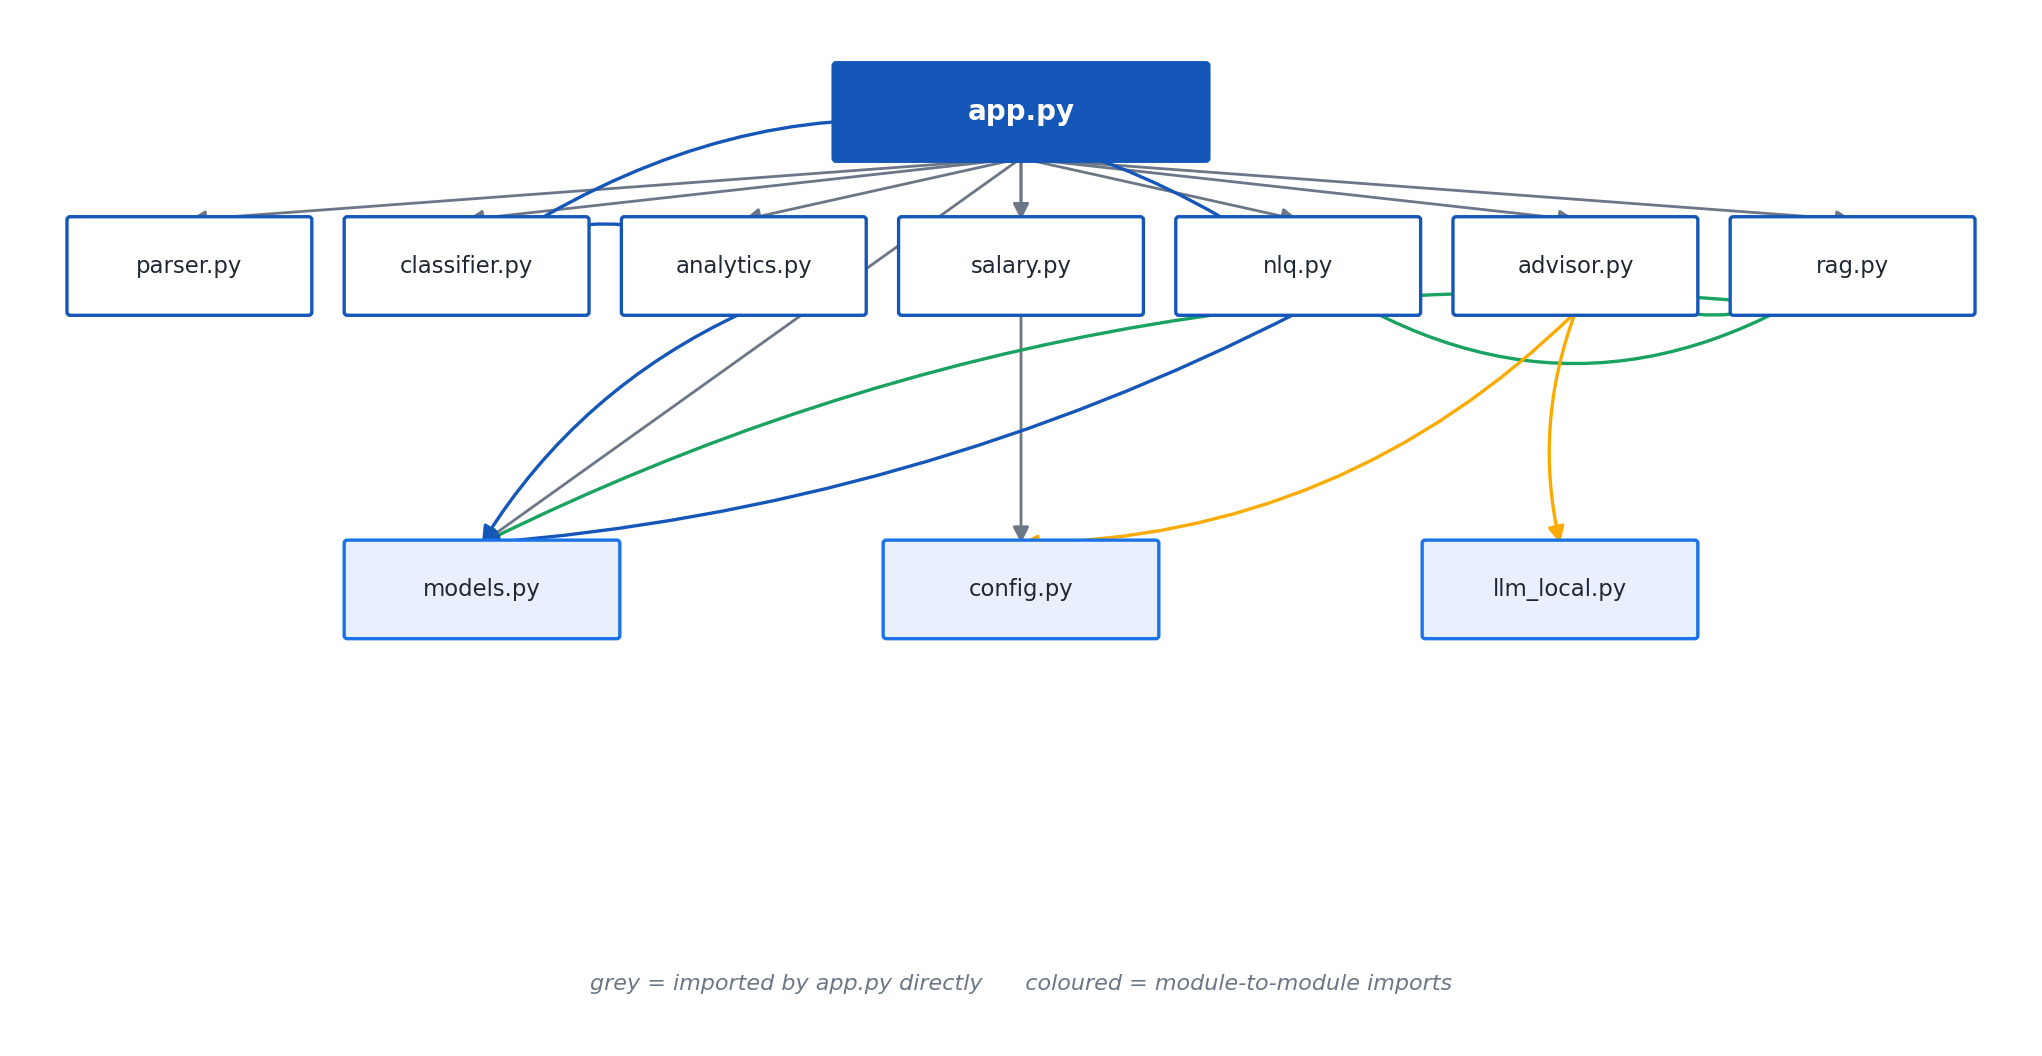 app.py
parser.py
classifier.py
analytics.py
salary.py
nlq.py
advisor.py
rag.py
models.py
config.py
llm_local.py
grey = imported by app.py directly      coloured = module-to-module imports